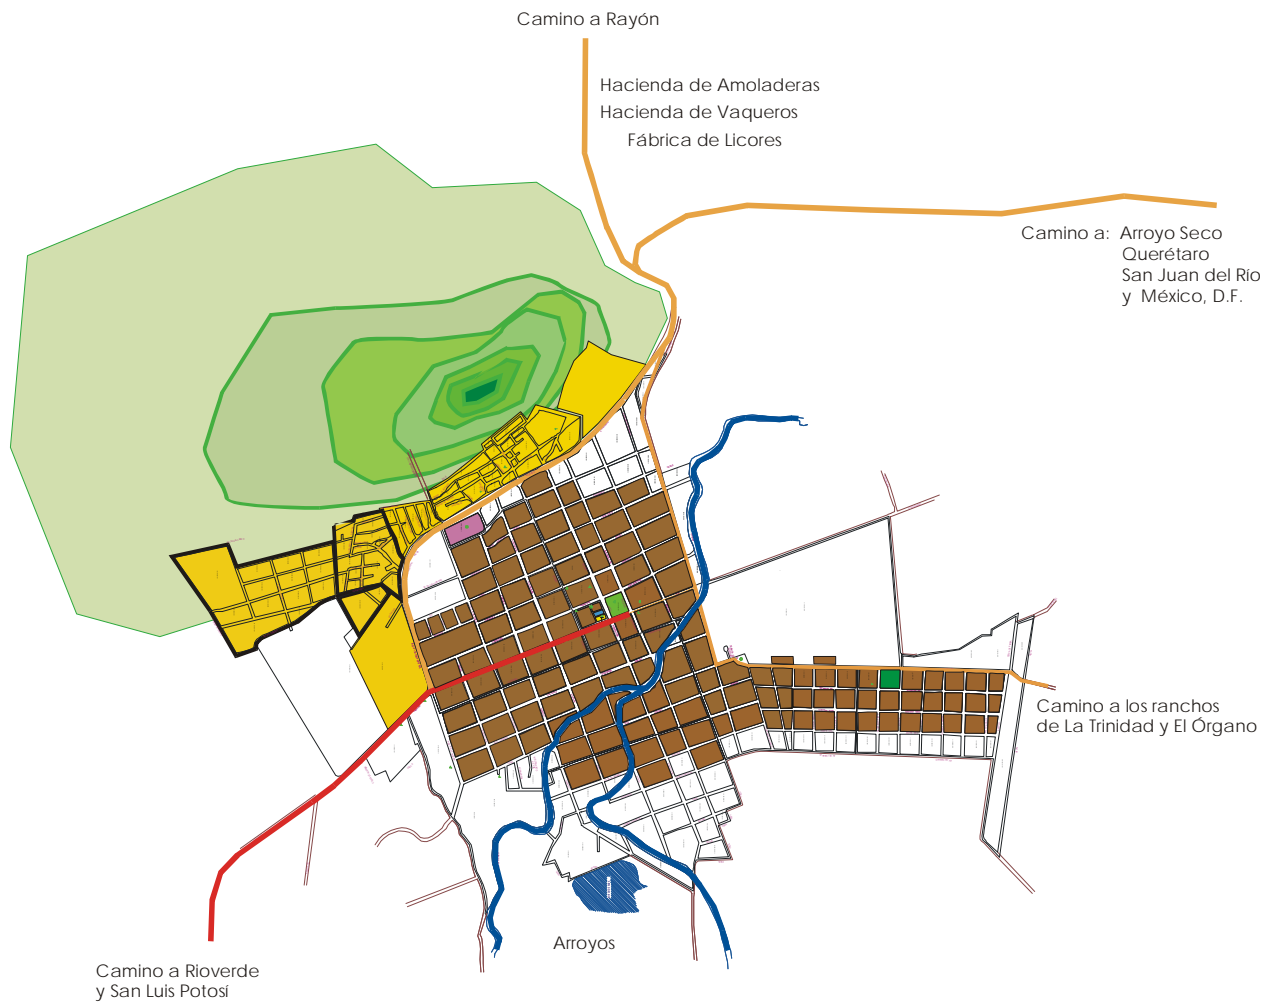 Camino a Rayón
Hacienda de Amoladeras
Hacienda de Vaqueros
Fábrica de Licores
Camino a: Arroyo Seco
Querétaro
San Juan del Río
y México, D.F.
Camino a los ranchos
de La Trinidad y El Órgano
Arroyos
Camino a Rioverde
y San Luis Potosí